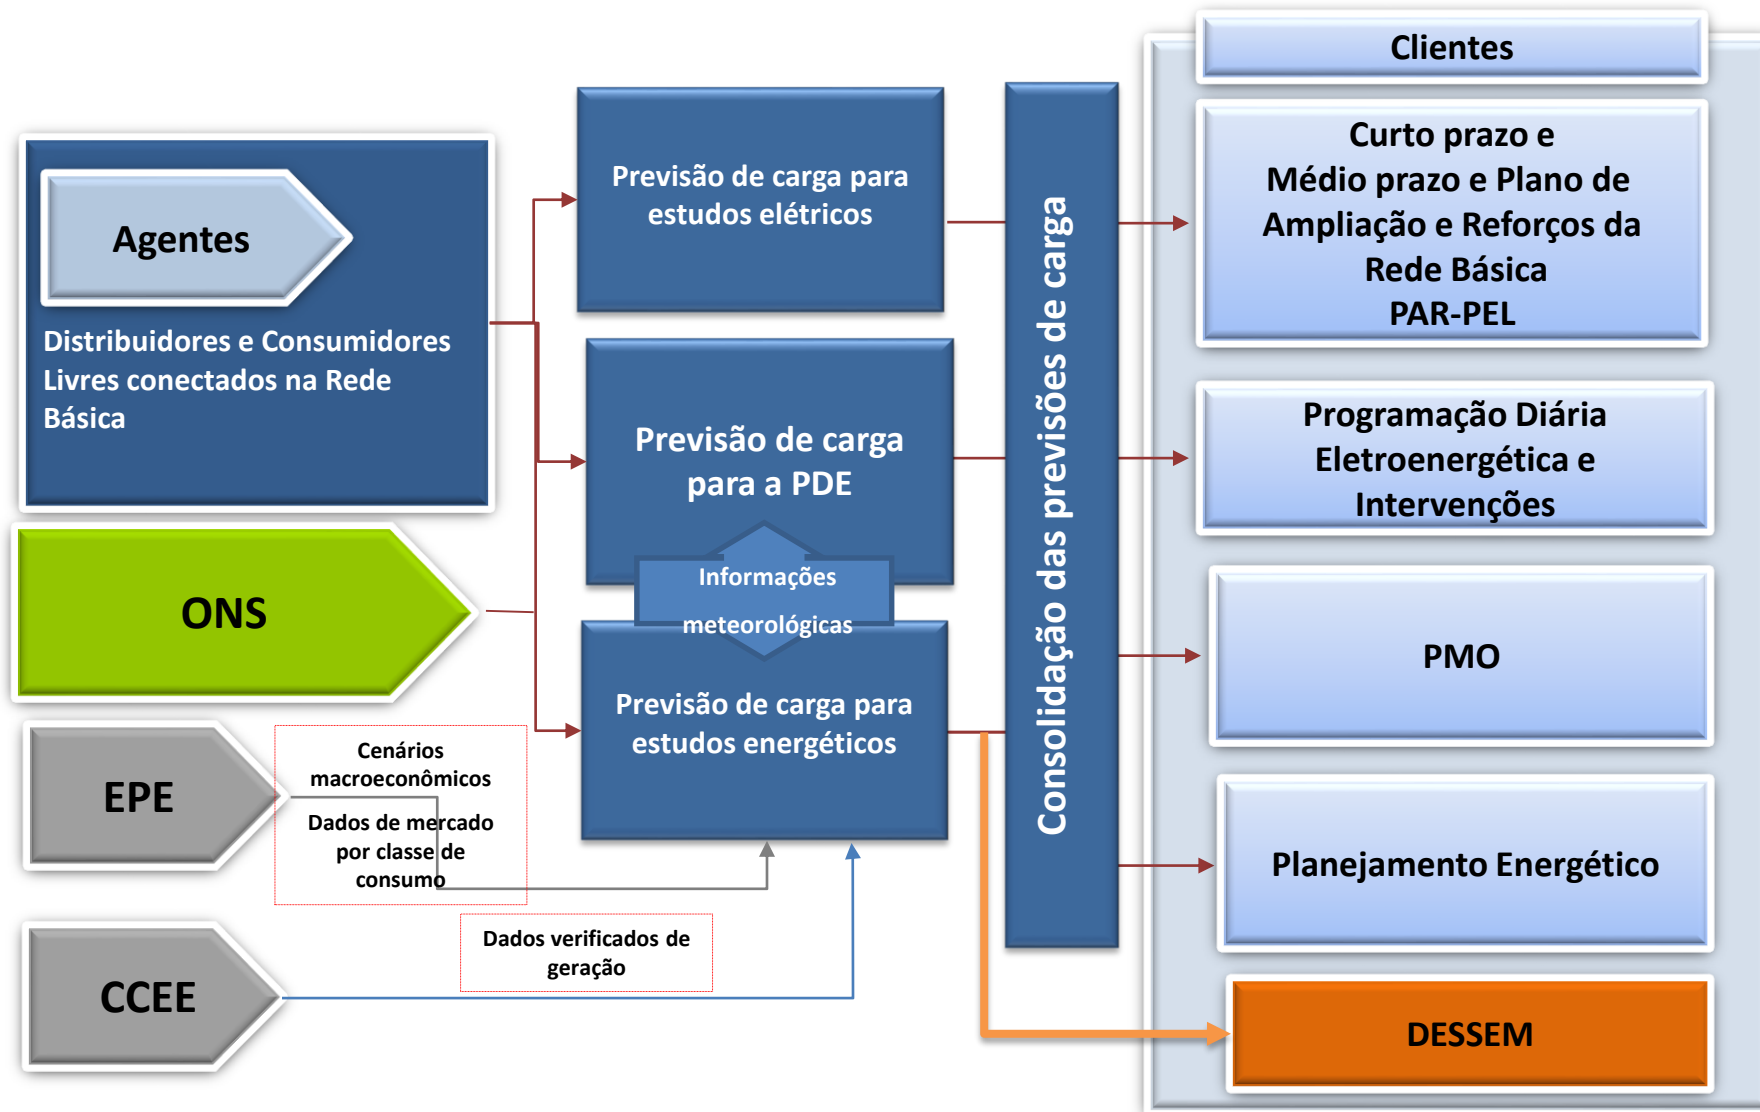 Agentes
Distribuidores e Consumidores
Livres conectados na Rede
Básica
ONS
EPE
CCEE
Cenários
macroeconômicos
Dados de mercado
por classe de
consumo
Dados verificados de
geração
Previsão de carga para
estudos elétricos
Previsão de carga
para a PDE
Informações
meteorológicas
Previsão de carga para
estudos energéticos
Consolidação das previsões de carga
Clientes
Curto prazo e
Médio prazo e Plano de
Ampliação e Reforços da
Rede Básica
PAR-PEL
Programação Diária
Eletroenergética e
Intervenções
PMO
Planejamento Energético
DESSEM